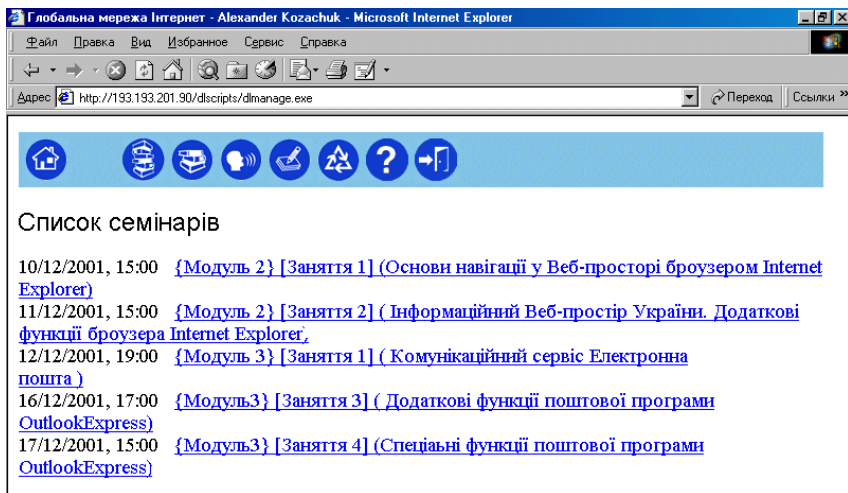 Глобальна мережа Інтернет - Alexander Kozachuk - Microsoft Internet Explorer
Файл Правка Вид Избранное Сервис Справка
Адрес http://193.193.201.90/dlscripts/dlmanage.exe Переход Ссылки »
Список семінарів
10/12/2001, 15:00 {Модуль 2} [Заняття 1] (Основи навігації у Веб-просторі броузером Internet
Explorer)
11/12/2001, 15:00 {Модуль 2} [Заняття 2] ( Інформаційний Веб-простір України. Додаткові
функції броузера Internet Explorer,
12/12/2001, 19:00 {Модуль 3} [Заняття 1] ( Комунікаційний сервіс Електронна
пошта )
16/12/2001, 17:00 {Модуль3} [Заняття 3] ( Додаткові функції поштової програми
OutlookExpress)
17/12/2001, 15:00 {Модуль3} [Заняття 4] (Спеціаьні функції поштової програми
OutlookExpress)